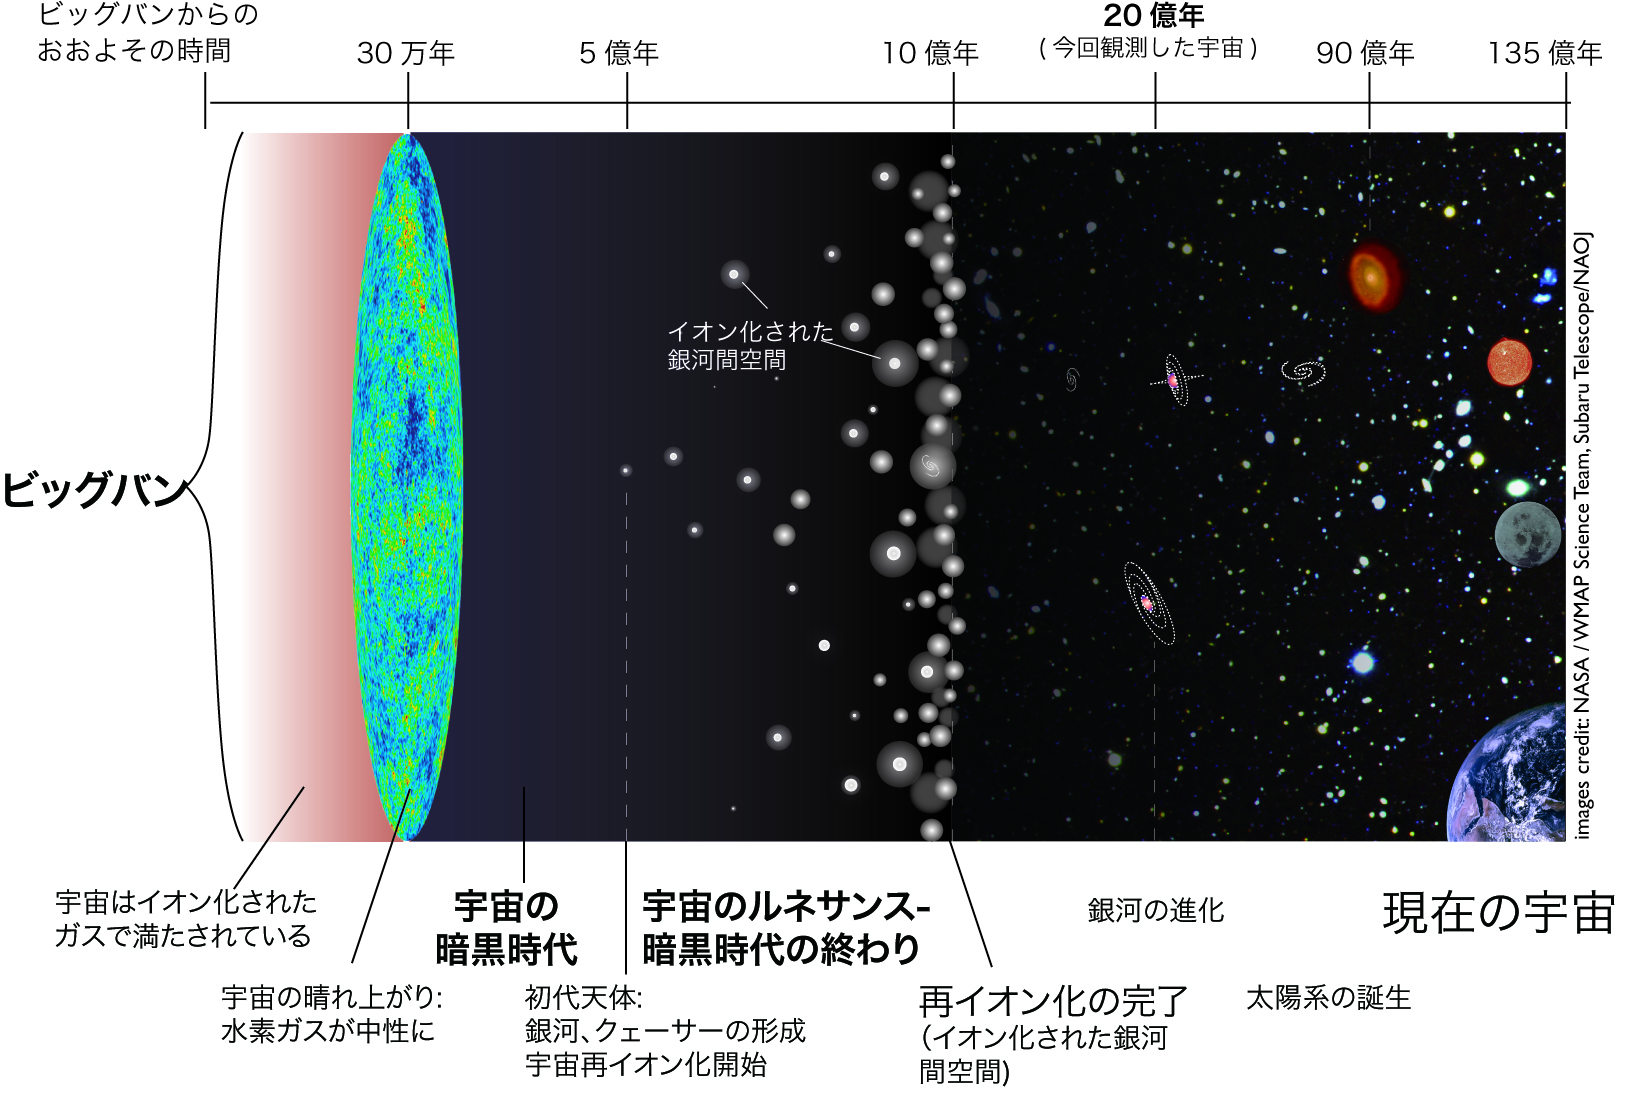 ビッグバンからの
おおよその時間
30 万年
5 億年
10 億年
20 億年
( 今回観測した宇宙 )
90 億年
135 億年
イオン化された
銀河間空間
ビッグバン
images credit: NASA / WMAP Science Team, Subaru Telescope/NAOJ
宇宙はイオン化された
ガスで満たされている
宇宙の晴れ上がり:
水素ガスが中性に
宇宙の
暗黒時代
初代天体:
銀河、クェーサーの形成
宇宙再イオン化開始
宇宙のルネサンス-
暗黒時代の終わり
再イオン化の完了
(イオン化された銀河
間空間)
銀河の進化
太陽系の誕生
現在の宇宙